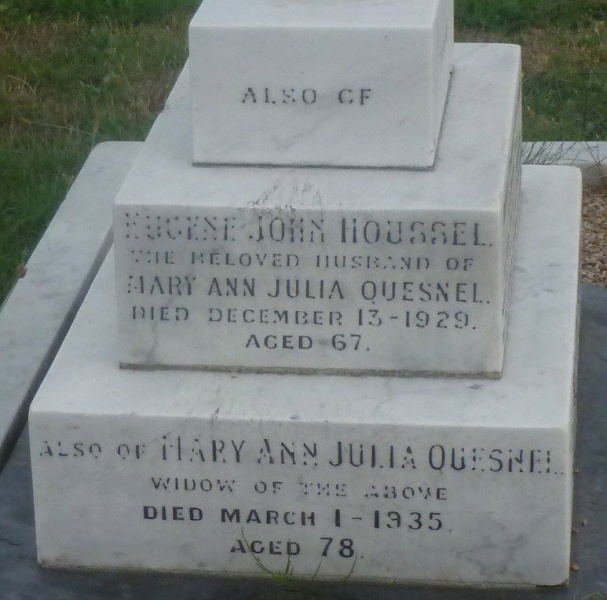 ALSO OF
EUGENE JOHN HOUSSEL.
THE BELOVED HUSBAND OF
MARY ANN JULIA QUESNEL.
DIED DECEMBER 13-1929.
AGED 67.
ALSO OF MARY ANN JULIA QUESNEL.
WIDOW OF THE ABOVE
DIED MARCH 1-1935.
AGED 78.